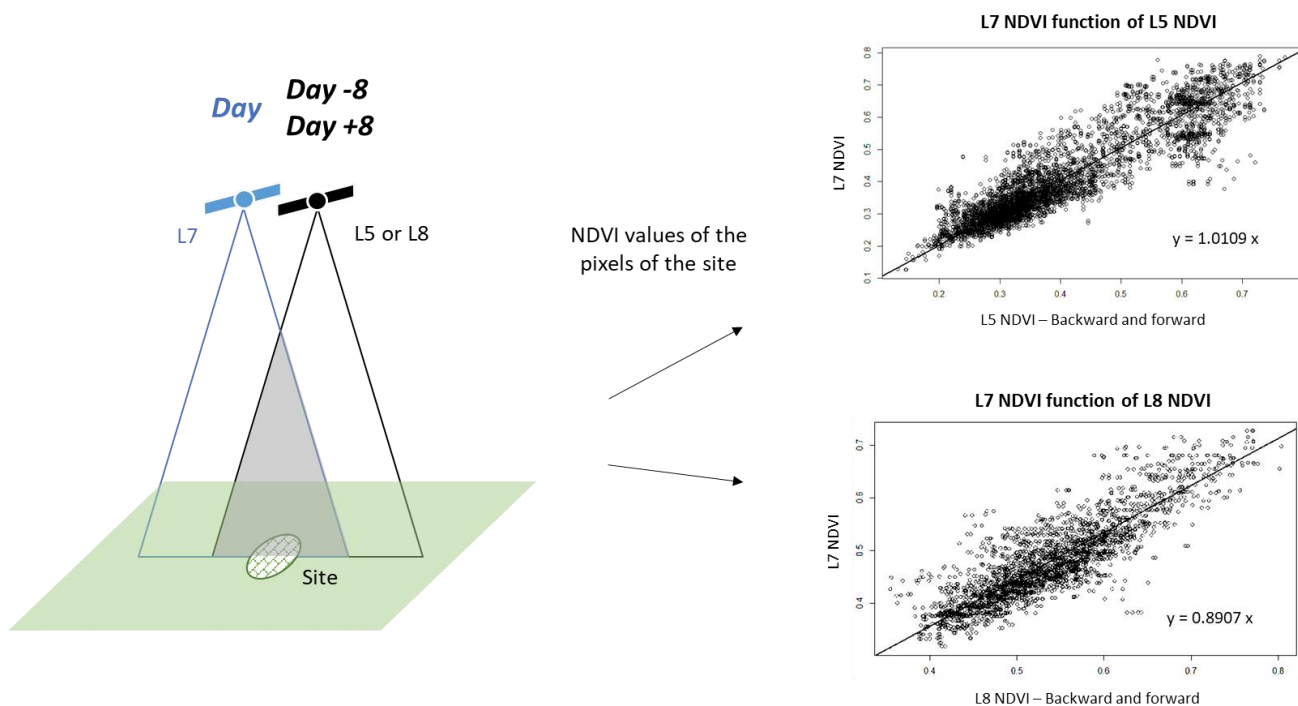 Day
Day -8
Day +8
L7
L5 or L8
Site
NDVI values of the
pixels of the site
L7 NDVI function of L5 NDVI
L7 NDVI
0.8
0.7
0.6
0.5
0.4
0.3
0.2
0.1
y = 1.0109 x
0.2 0.3 0.4 0.5 0.6 0.7
L5 NDVI – Backward and forward
L7 NDVI function of L8 NDVI
L7 NDVI
0.7
0.6
0.5
0.4
y = 0.8907 x
0.4 0.5 0.6 0.7 0.8
L8 NDVI – Backward and forward